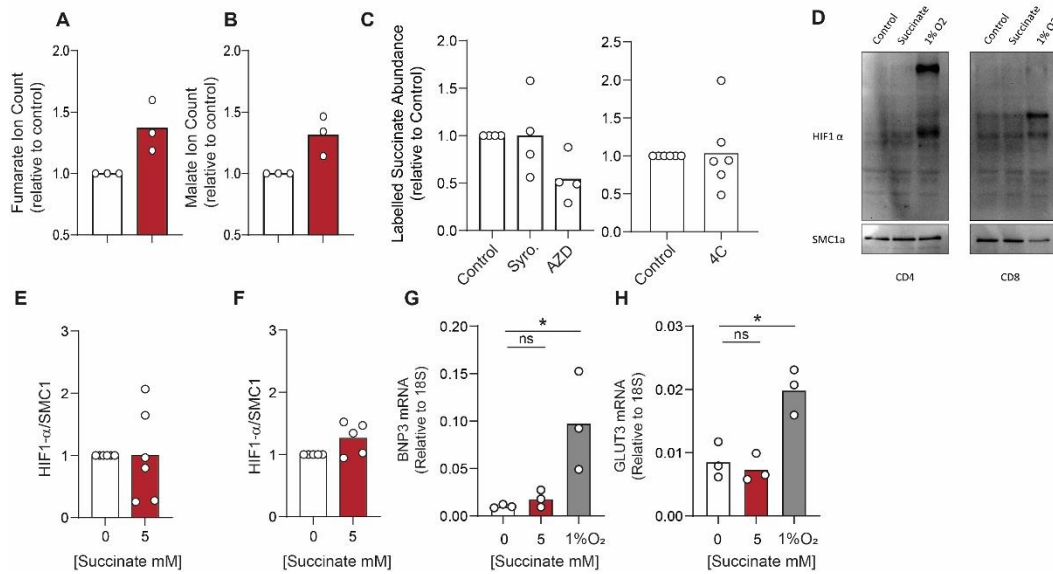 A
Fumarate Ion Count
(relative to control)
2.0
1.5
1.0
0.5
B
Malate Ion Count
(relative to control)
2.0
1.5
1.0
0.5
C
Labelled Succinate Abundance
(relative to Control)
2.0
1.5
1.0
0.5
0.0
Control
Syro.
AZD
2.5
2.0
1.5
1.0
0.5
0.0
Control
4C
D
Control
Succinate
1% O2
Control
Succinate
1% O2
HIF1 α
SMC1a
CD4
CD8
E
HIF1-α/SMC1
3
2
1
0
0
5
[Succinate mM]
F
HIF1-α/SMC1
3
2
1
0
0
5
[Succinate mM]
G
BNP3 mRNA
(Relative to 18S)
0.20
0.15
0.10
0.05
0.00
*
ns
0
5
1%O₂
[Succinate mM]
H
GLUT3 mRNA
(Relative to 18S)
0.03
0.02
0.01
0.00
*
ns
0
5
1%O₂
[Succinate mM]